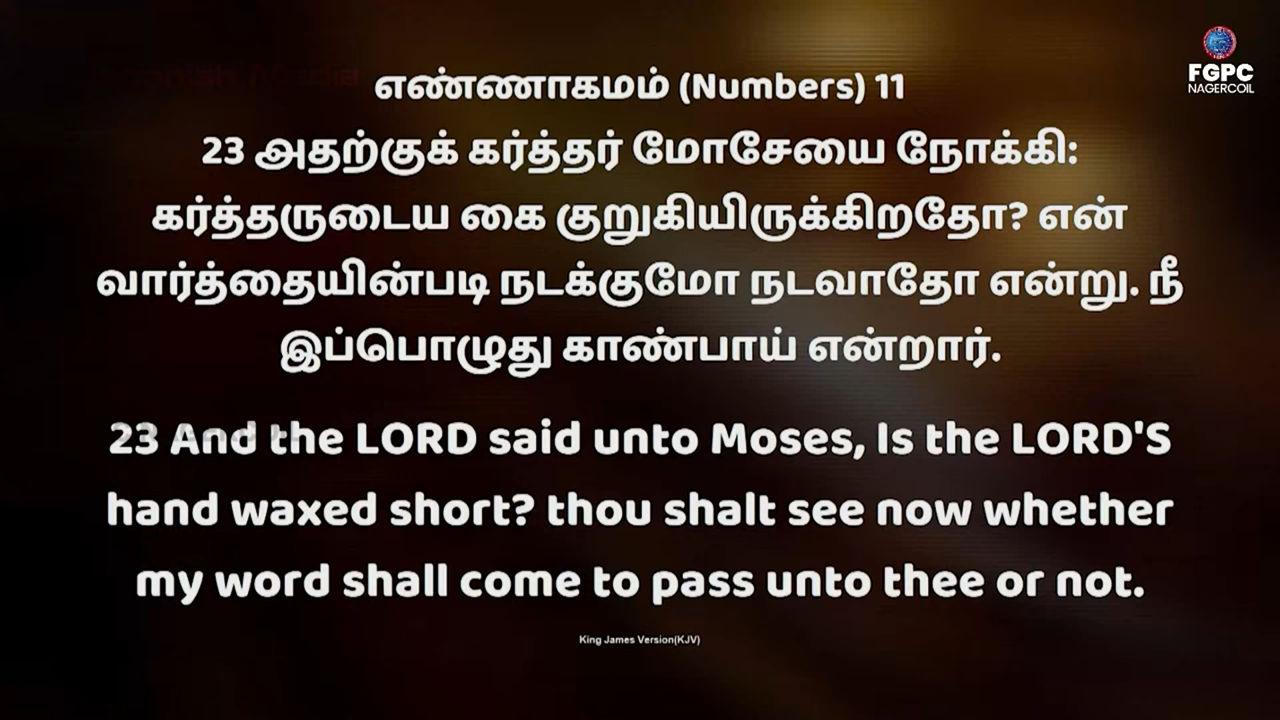 FGPC
NAGERCOIL
எண்ணாகமம் (Numbers) 11
23 அதற்குக் கர்த்தர் மோசேயை நோக்கி:
கர்த்தருடைய கை குறுகியிருக்கிறதோ? என்
வார்த்தையின்படி நடக்குமோ நடவாதோ என்று. நீ
இப்பொழுது காண்பாய் என்றார்.
23 And the LORD said unto Moses, Is the LORD'S
hand waxed short? thou shalt see now whether
my word shall come to pass unto thee or not.
King James Version(KJV)